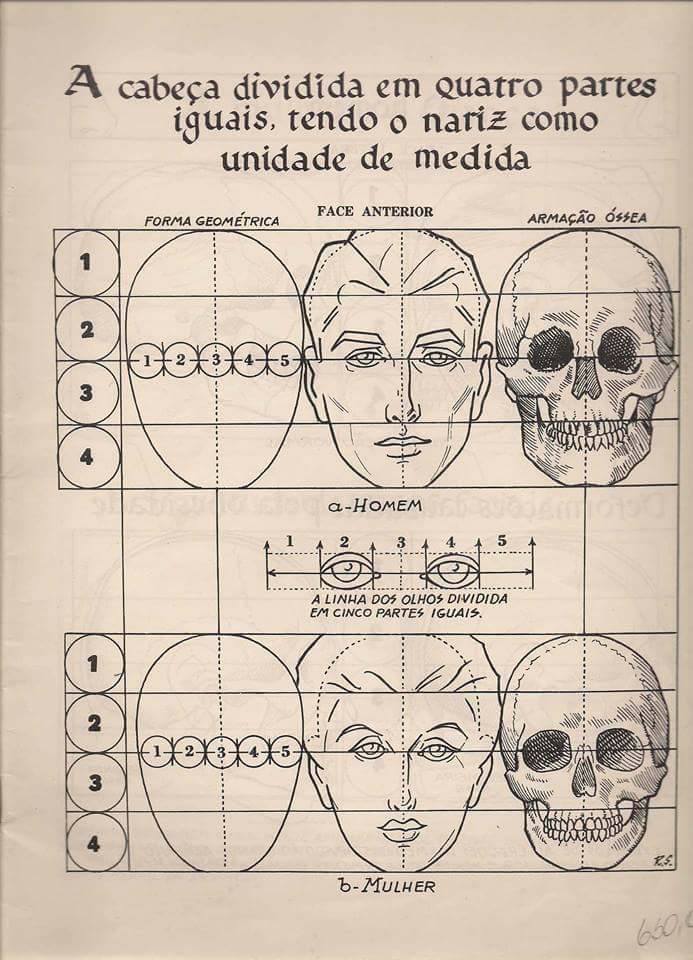 A cabeça dividida em quatro partes
iguais, tendo o nariz como
unidade de medida
FORMA GEOMÉTRICA
FACE ANTERIOR
ARMAÇÃO ÓSSEA
1
2
1 2 3 4 5
3
4
a-HOMEM
1 2 3 4 5
A LINHA DOS OLHOS DIVIDIDA
EM CINCO PARTES IGUAIS.
1
2
1 2 3 4 5
3
4
R.S.
b-MULHER